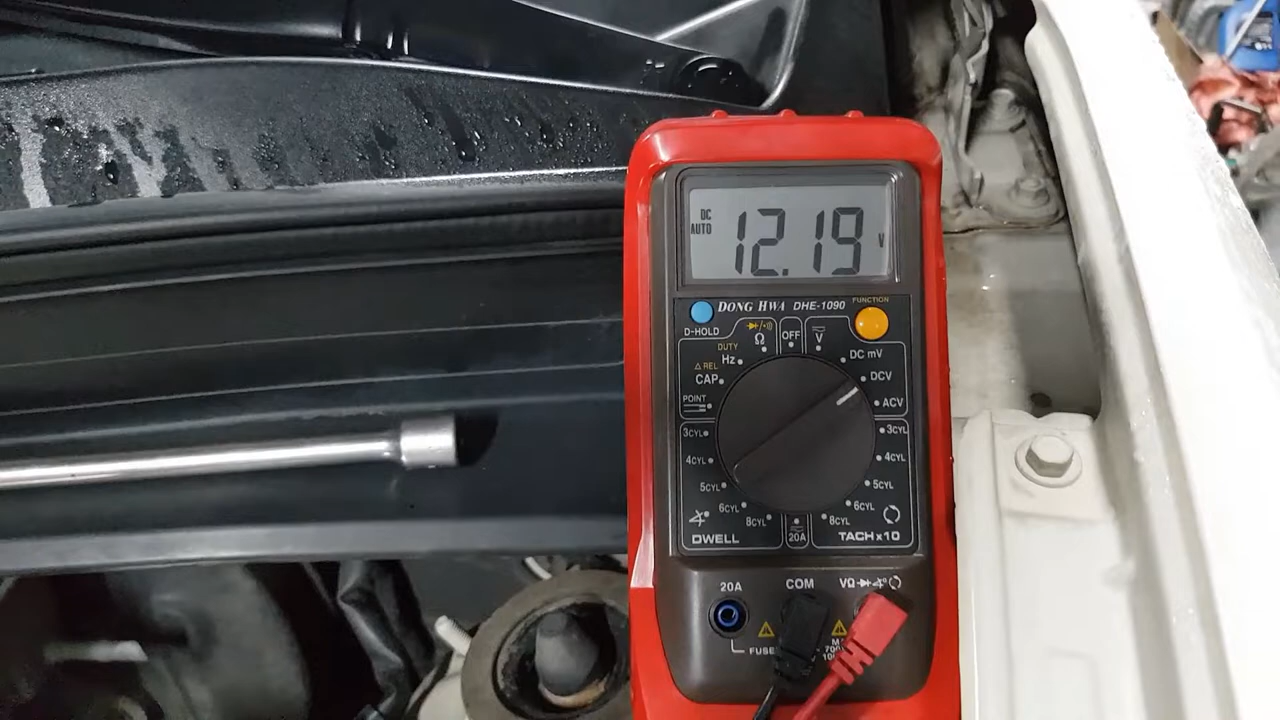 DC
AUTO
12.19
V
DONG HWA DHE-1090
FUNCTION
D-HOLD
OFF
V
DUTY
Hz
Ω
DC mV
Δ REL
CAP
DCV
POINT
ACV
3CYL
3CYL
4CYL
4CYL
5CYL
5CYL
6CYL
6CYL
8CYL
8CYL
DWELL
20A
TACH x 10
20A
COM
VΩ
FUSE